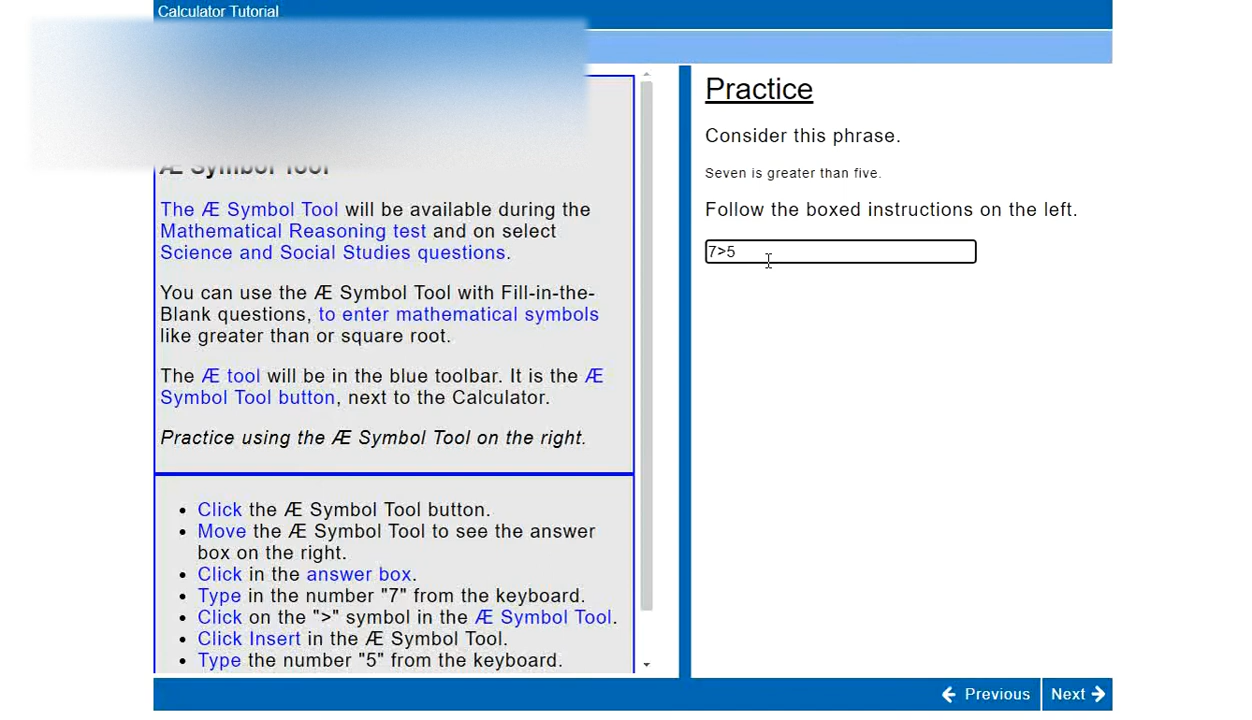 Calculator Tutorial
Æ Symbol Tool
The Æ Symbol Tool will be available during the
Mathematical Reasoning test and on select
Science and Social Studies questions.
You can use the Æ Symbol Tool with Fill-in-the-
Blank questions, to enter mathematical symbols
like greater than or square root.
The Æ tool will be in the blue toolbar. It is the Æ
Symbol Tool button, next to the Calculator.
Practice using the Æ Symbol Tool on the right.
• Click the Æ Symbol Tool button.
• Move the Æ Symbol Tool to see the answer
box on the right.
• Click in the answer box.
• Type in the number "7" from the keyboard.
• Click on the ">" symbol in the Æ Symbol Tool.
• Click Insert in the Æ Symbol Tool.
• Type the number "5" from the keyboard.
Practice
Consider this phrase.
Seven is greater than five.
Follow the boxed instructions on the left.
7>5
Previous
Next